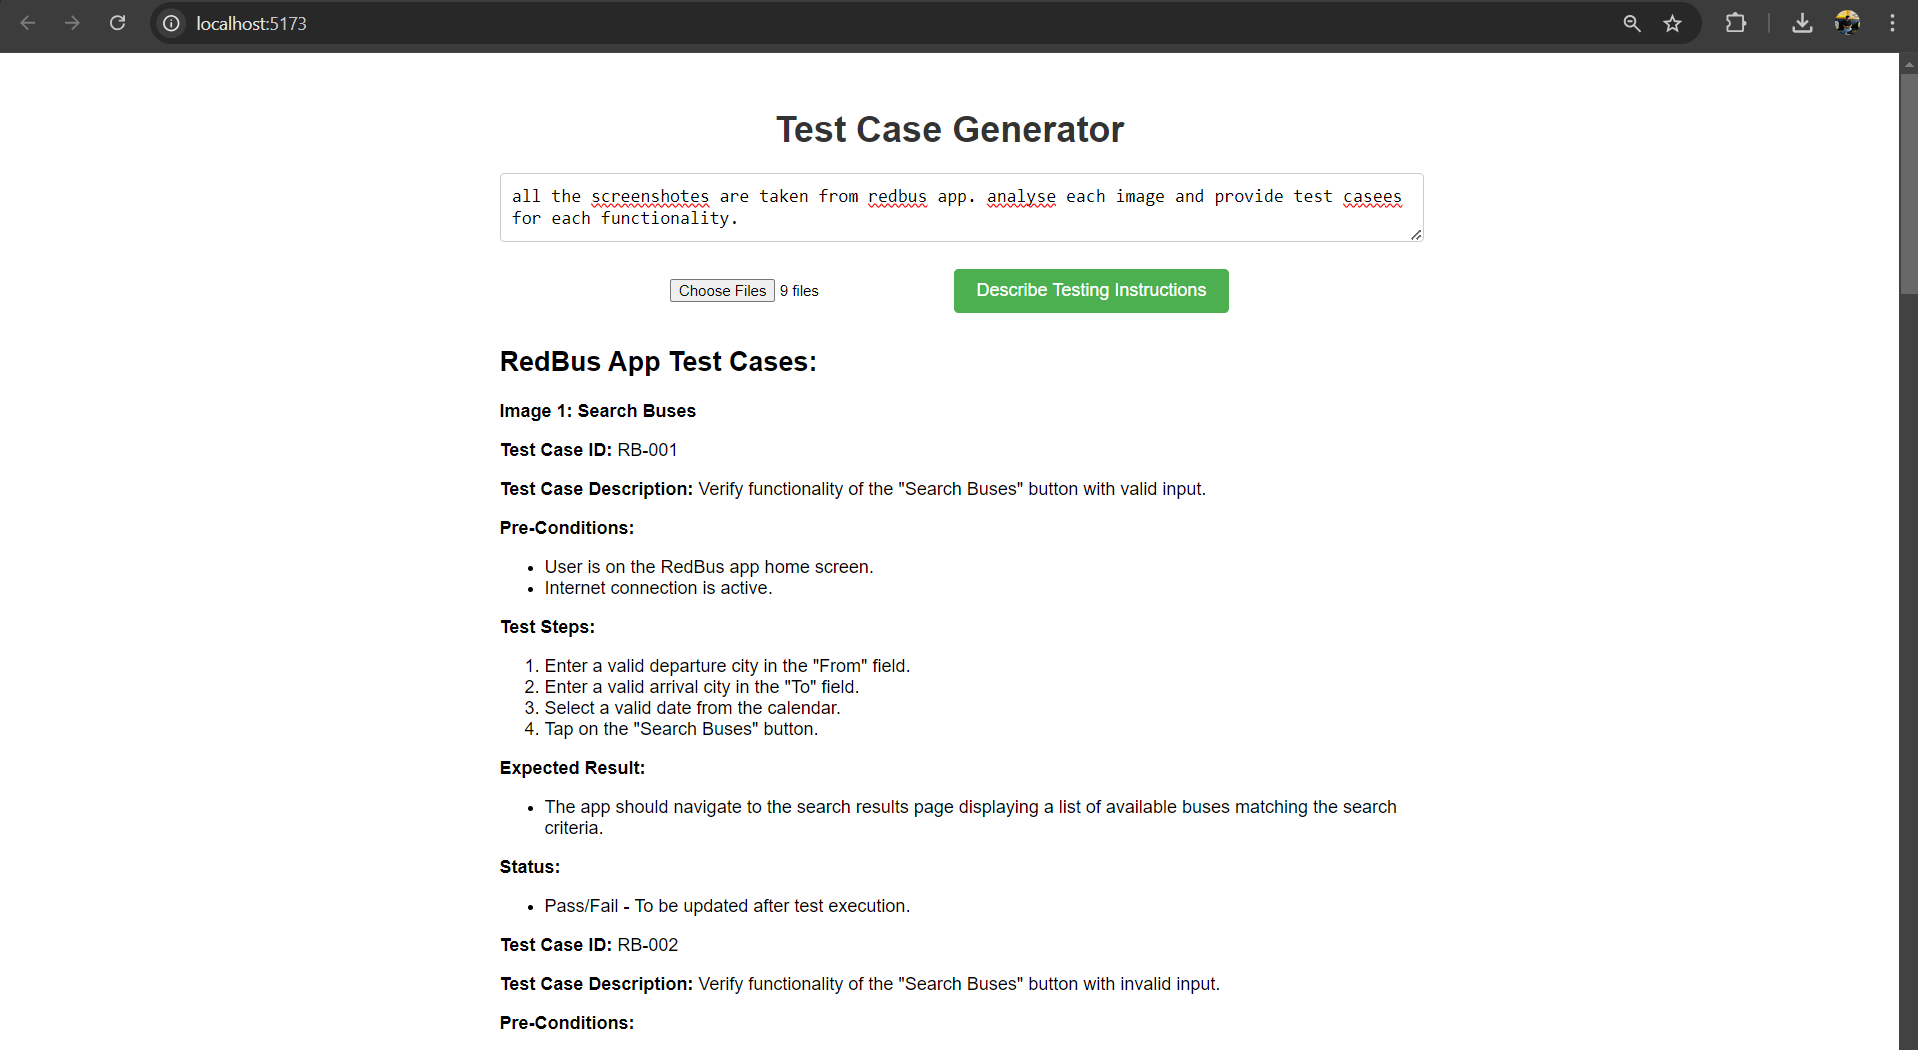 localhost:5173
Test Case Generator
all the screenshotes are taken from redbus app. analyse each image and provide test casees
for each functionality.
Choose Files 9 files
Describe Testing Instructions
RedBus App Test Cases:
Image 1: Search Buses
Test Case ID: RB-001
Test Case Description: Verify functionality of the "Search Buses" button with valid input.
Pre-Conditions:
• User is on the RedBus app home screen.
• Internet connection is active.
Test Steps:
1. Enter a valid departure city in the "From" field.
2. Enter a valid arrival city in the "To" field.
3. Select a valid date from the calendar.
4. Tap on the "Search Buses" button.
Expected Result:
• The app should navigate to the search results page displaying a list of available buses matching the search
criteria.
Status:
• Pass/Fail - To be updated after test execution.
Test Case ID: RB-002
Test Case Description: Verify functionality of the "Search Buses" button with invalid input.
Pre-Conditions: